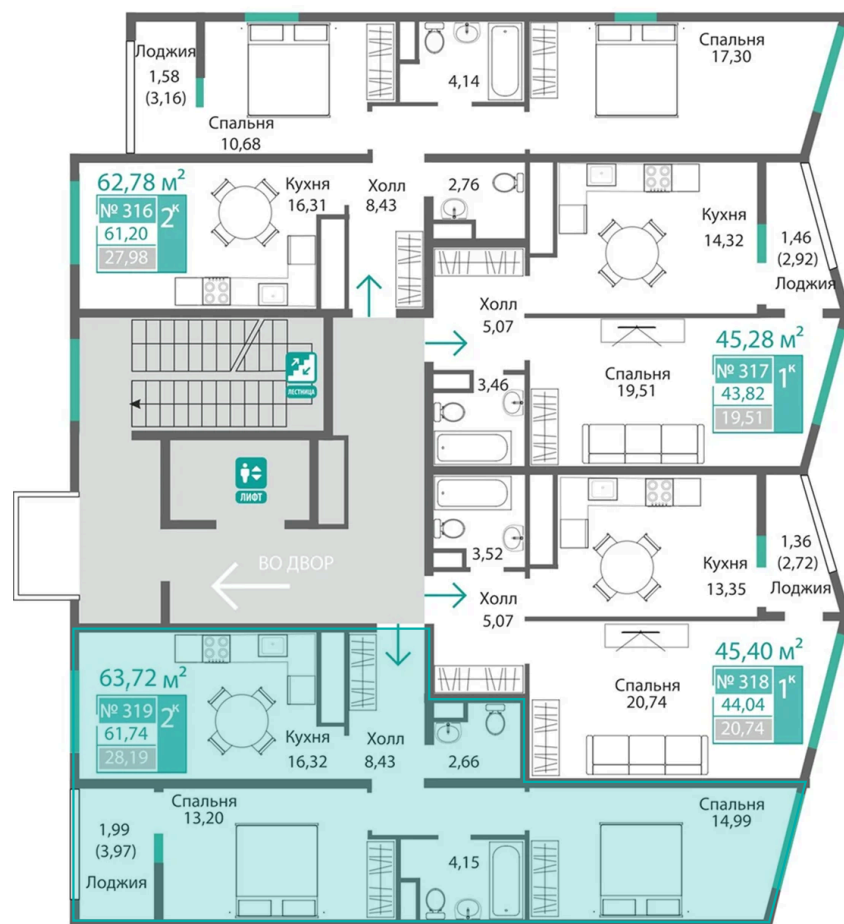 Лоджия
1,58
(3,16)
Спальня
10,68
4,14
Спальня
17,30
62,78 м²
№ 316
2ᴷ
61,20
27,98
Кухня
16,31
Холл
8,43
2,76
Кухня
14,32
1,46
(2,92)
Лоджия
Холл
5,07
45,28 м²
№ 317
1ᴷ
43,82
19,51
Спальня
19,51
3,46
ЛЕСТНИЦА
ЛИФТ
ВО ДВОР
3,52
Кухня
13,35
1,36
(2,72)
Лоджия
Холл
5,07
45,40 м²
№ 318
1ᴷ
44,04
20,74
Спальня
20,74
63,72 м²
№ 319
2ᴷ
61,74
28,19
Кухня
16,32
Холл
8,43
2,66
1,99
(3,97)
Лоджия
Спальня
13,20
4,15
Спальня
14,99